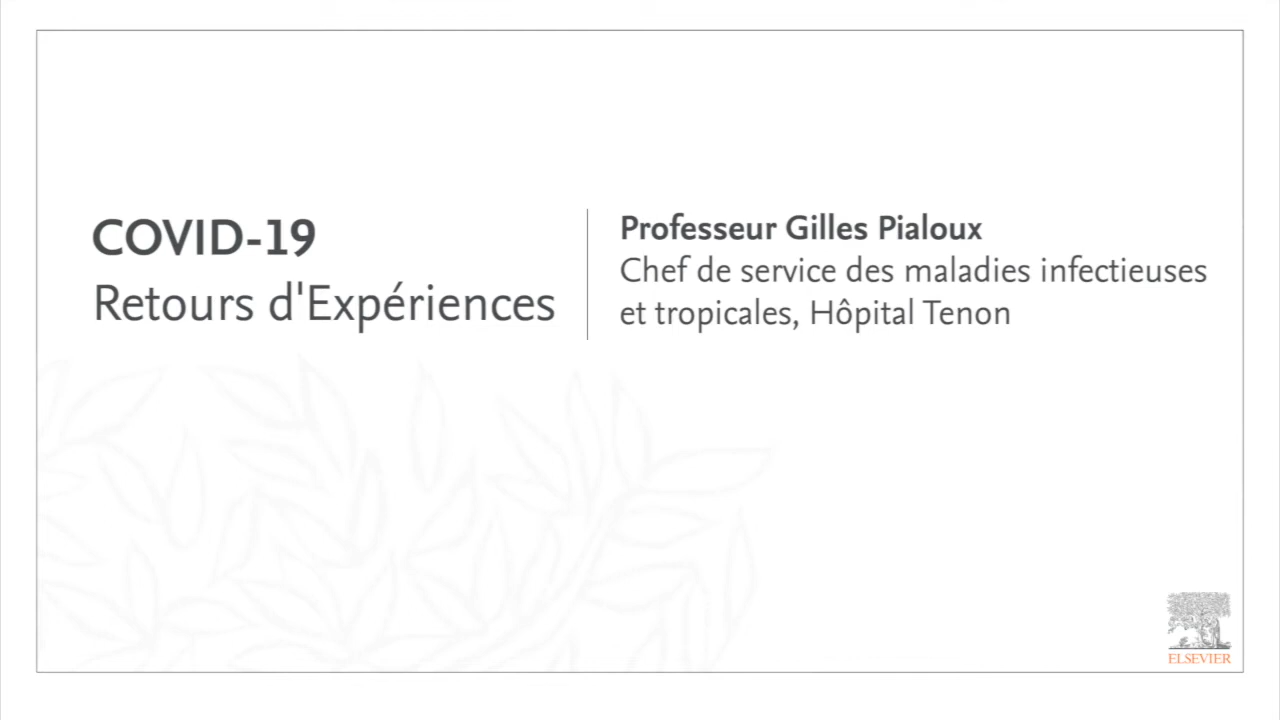 COVID-19
Retours d'Expériences
Professeur Gilles Pialoux
Chef de service des maladies infectieuses
et tropicales, Hôpital Tenon
ELSEVIER